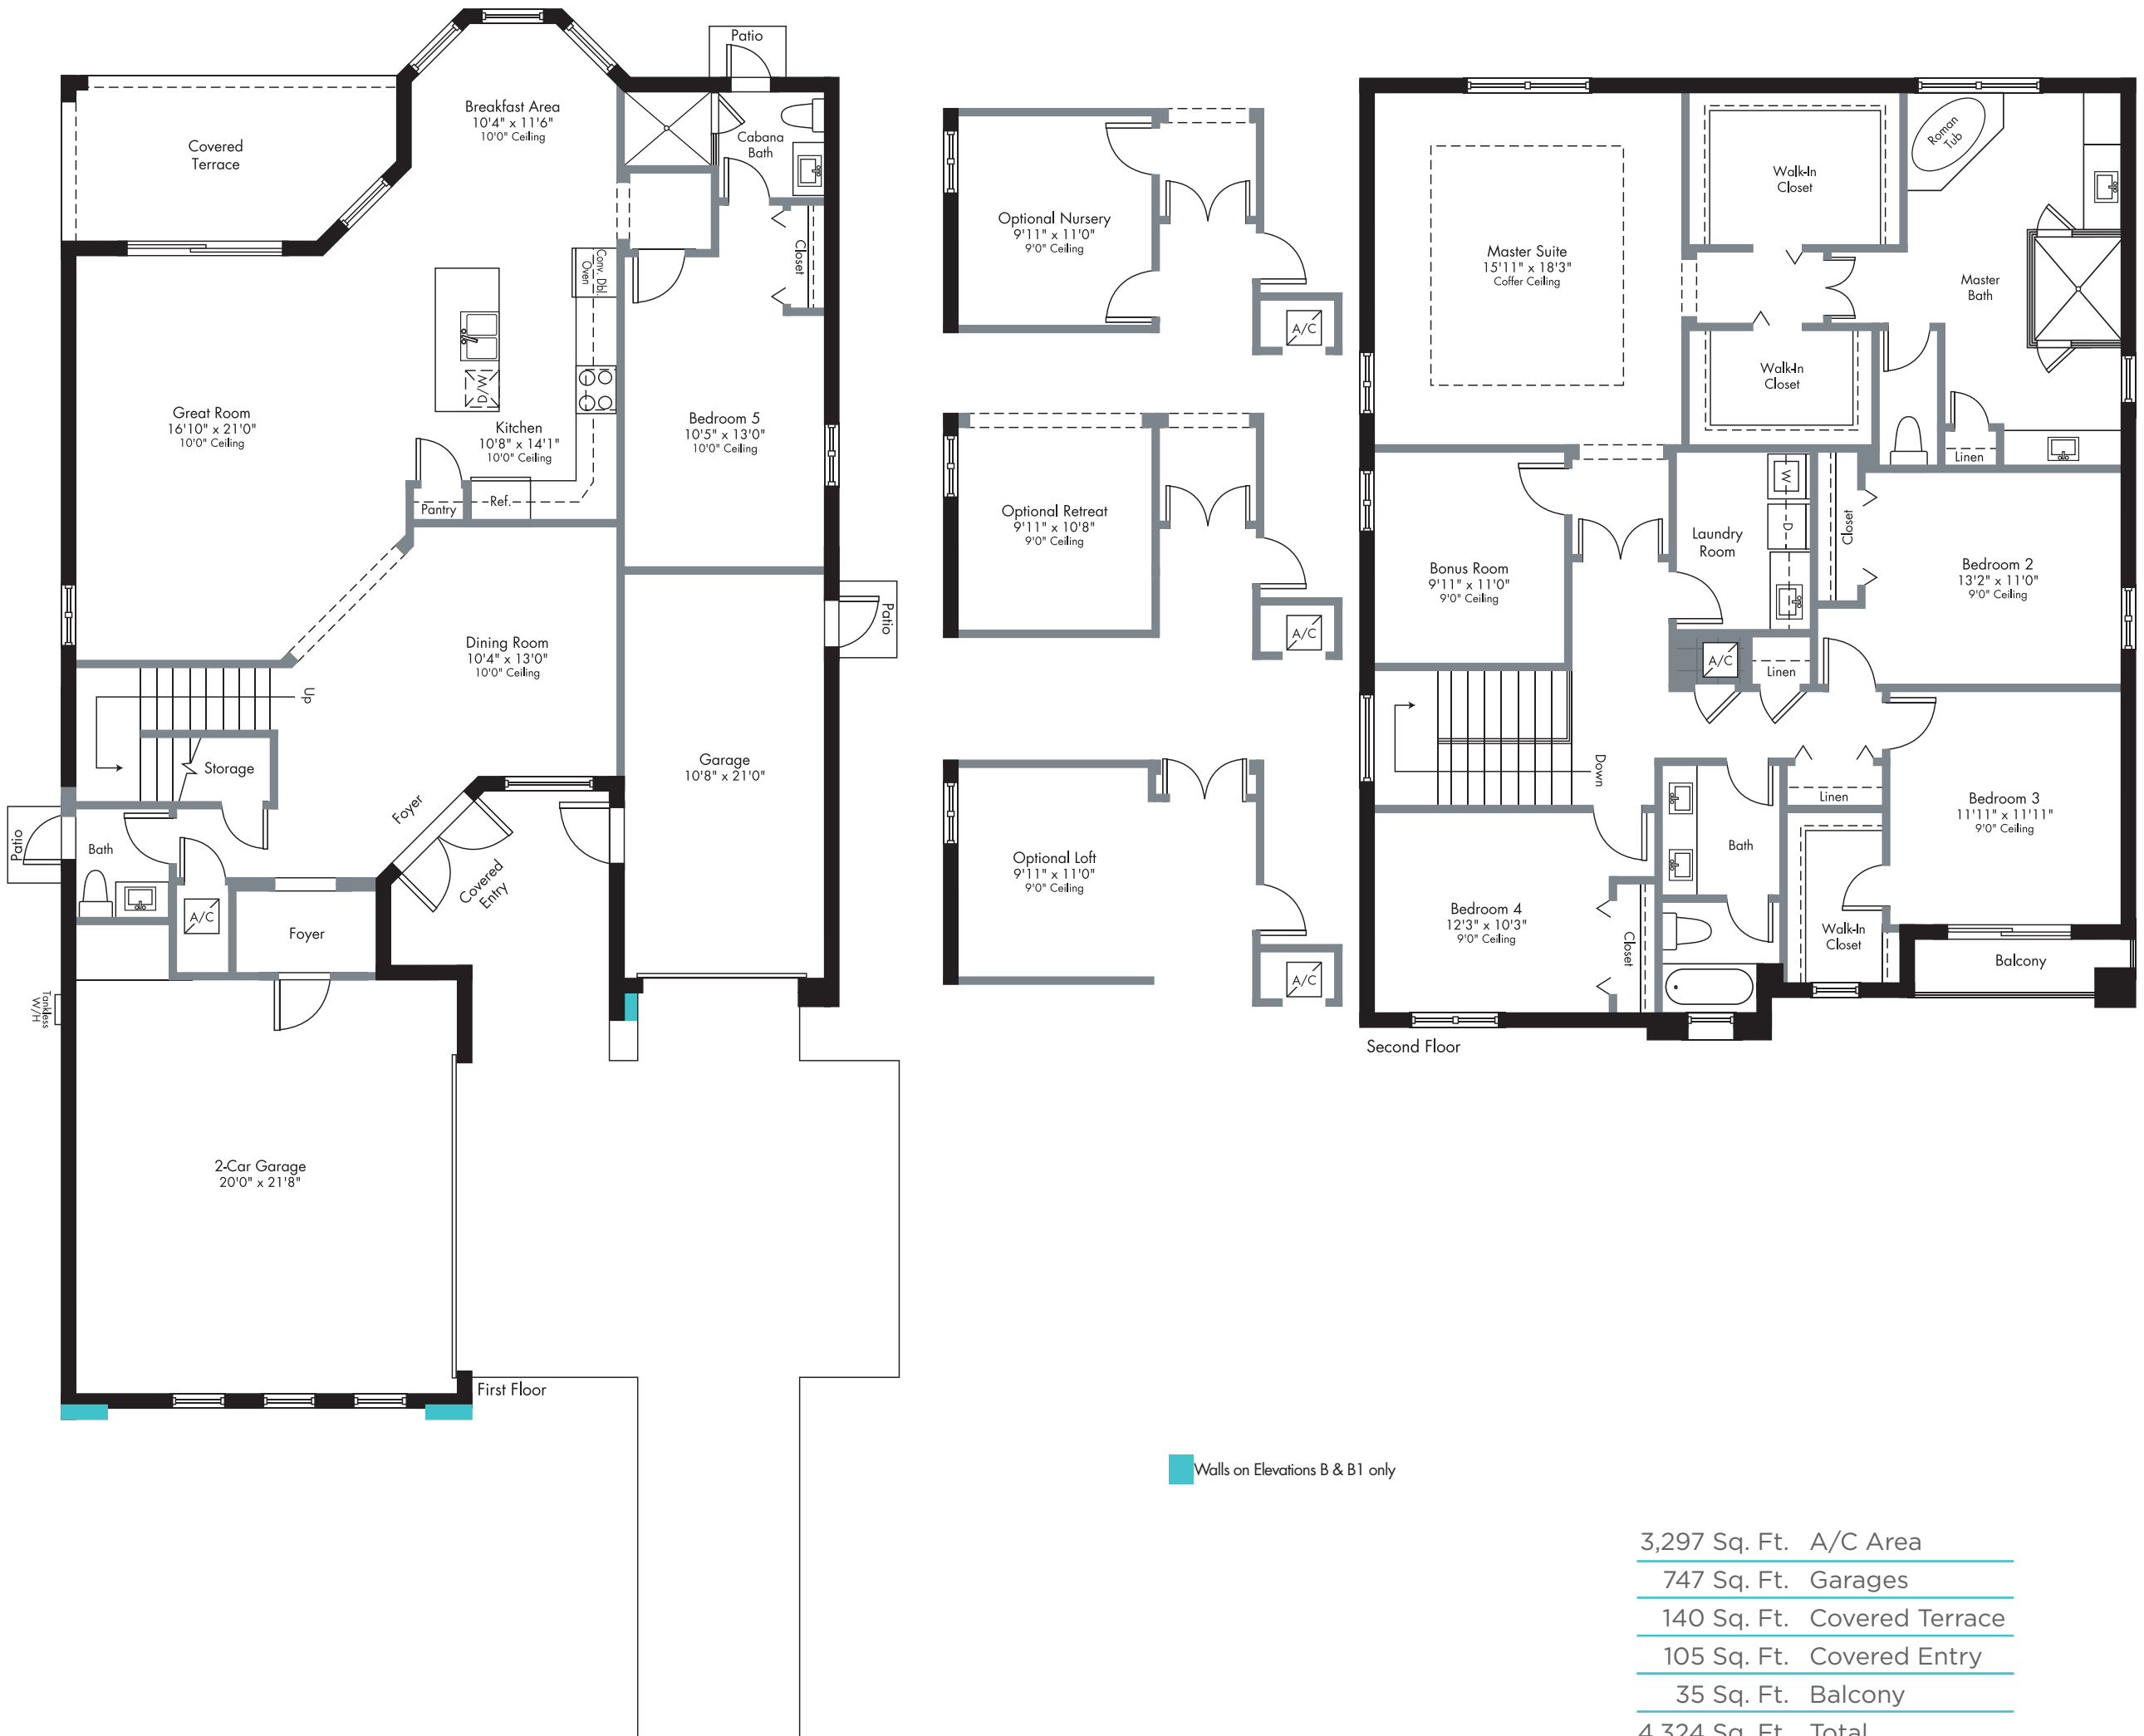 Patio
Breakfast Area
10'4" x 11'6"
10'0" Ceiling
Covered
Terrace
Cabana
Bath
Closet
Conv. Dbl.
Oven
D/W
Great Room
16'10" x 21'0"
10'0" Ceiling
Kitchen
10'8" x 14'1"
10'0" Ceiling
Bedroom 5
10'5" x 13'0"
10'0" Ceiling
Pantry
Ref.
Patio
Dining Room
10'4" x 13'0"
10'0" Ceiling
Up
Storage
Garage
10'8" x 21'0"
Foyer
Patio
Bath
Covered
Entry
A/C
Foyer
Tankless
W/H
2-Car Garage
20'0" x 21'8"
First Floor
Optional Nursery
9'11" x 11'0"
9'0" Ceiling
A/C
Optional Retreat
9'11" x 10'8"
9'0" Ceiling
A/C
Optional Loft
9'11" x 11'0"
9'0" Ceiling
A/C
Roman
Tub
Walk-In
Closet
Master Suite
15'11" x 18'3"
Coffer Ceiling
Master
Bath
Walk-In
Closet
Linen
W
D
Laundry
Room
Closet
Bonus Room
9'11" x 11'0"
9'0" Ceiling
Bedroom 2
13'2" x 11'0"
9'0" Ceiling
A/C
Linen
Down
Linen
Bedroom 3
11'11" x 11'11"
9'0" Ceiling
Bath
Bedroom 4
12'3" x 10'3"
9'0" Ceiling
Closet
Walk-In
Closet
Balcony
Second Floor
Walls on Elevations B & B1 only
3,297 Sq. Ft. A/C Area
747 Sq. Ft. Garages
140 Sq. Ft. Covered Terrace
105 Sq. Ft. Covered Entry
35 Sq. Ft. Balcony
4,324 Sq. Ft. Total